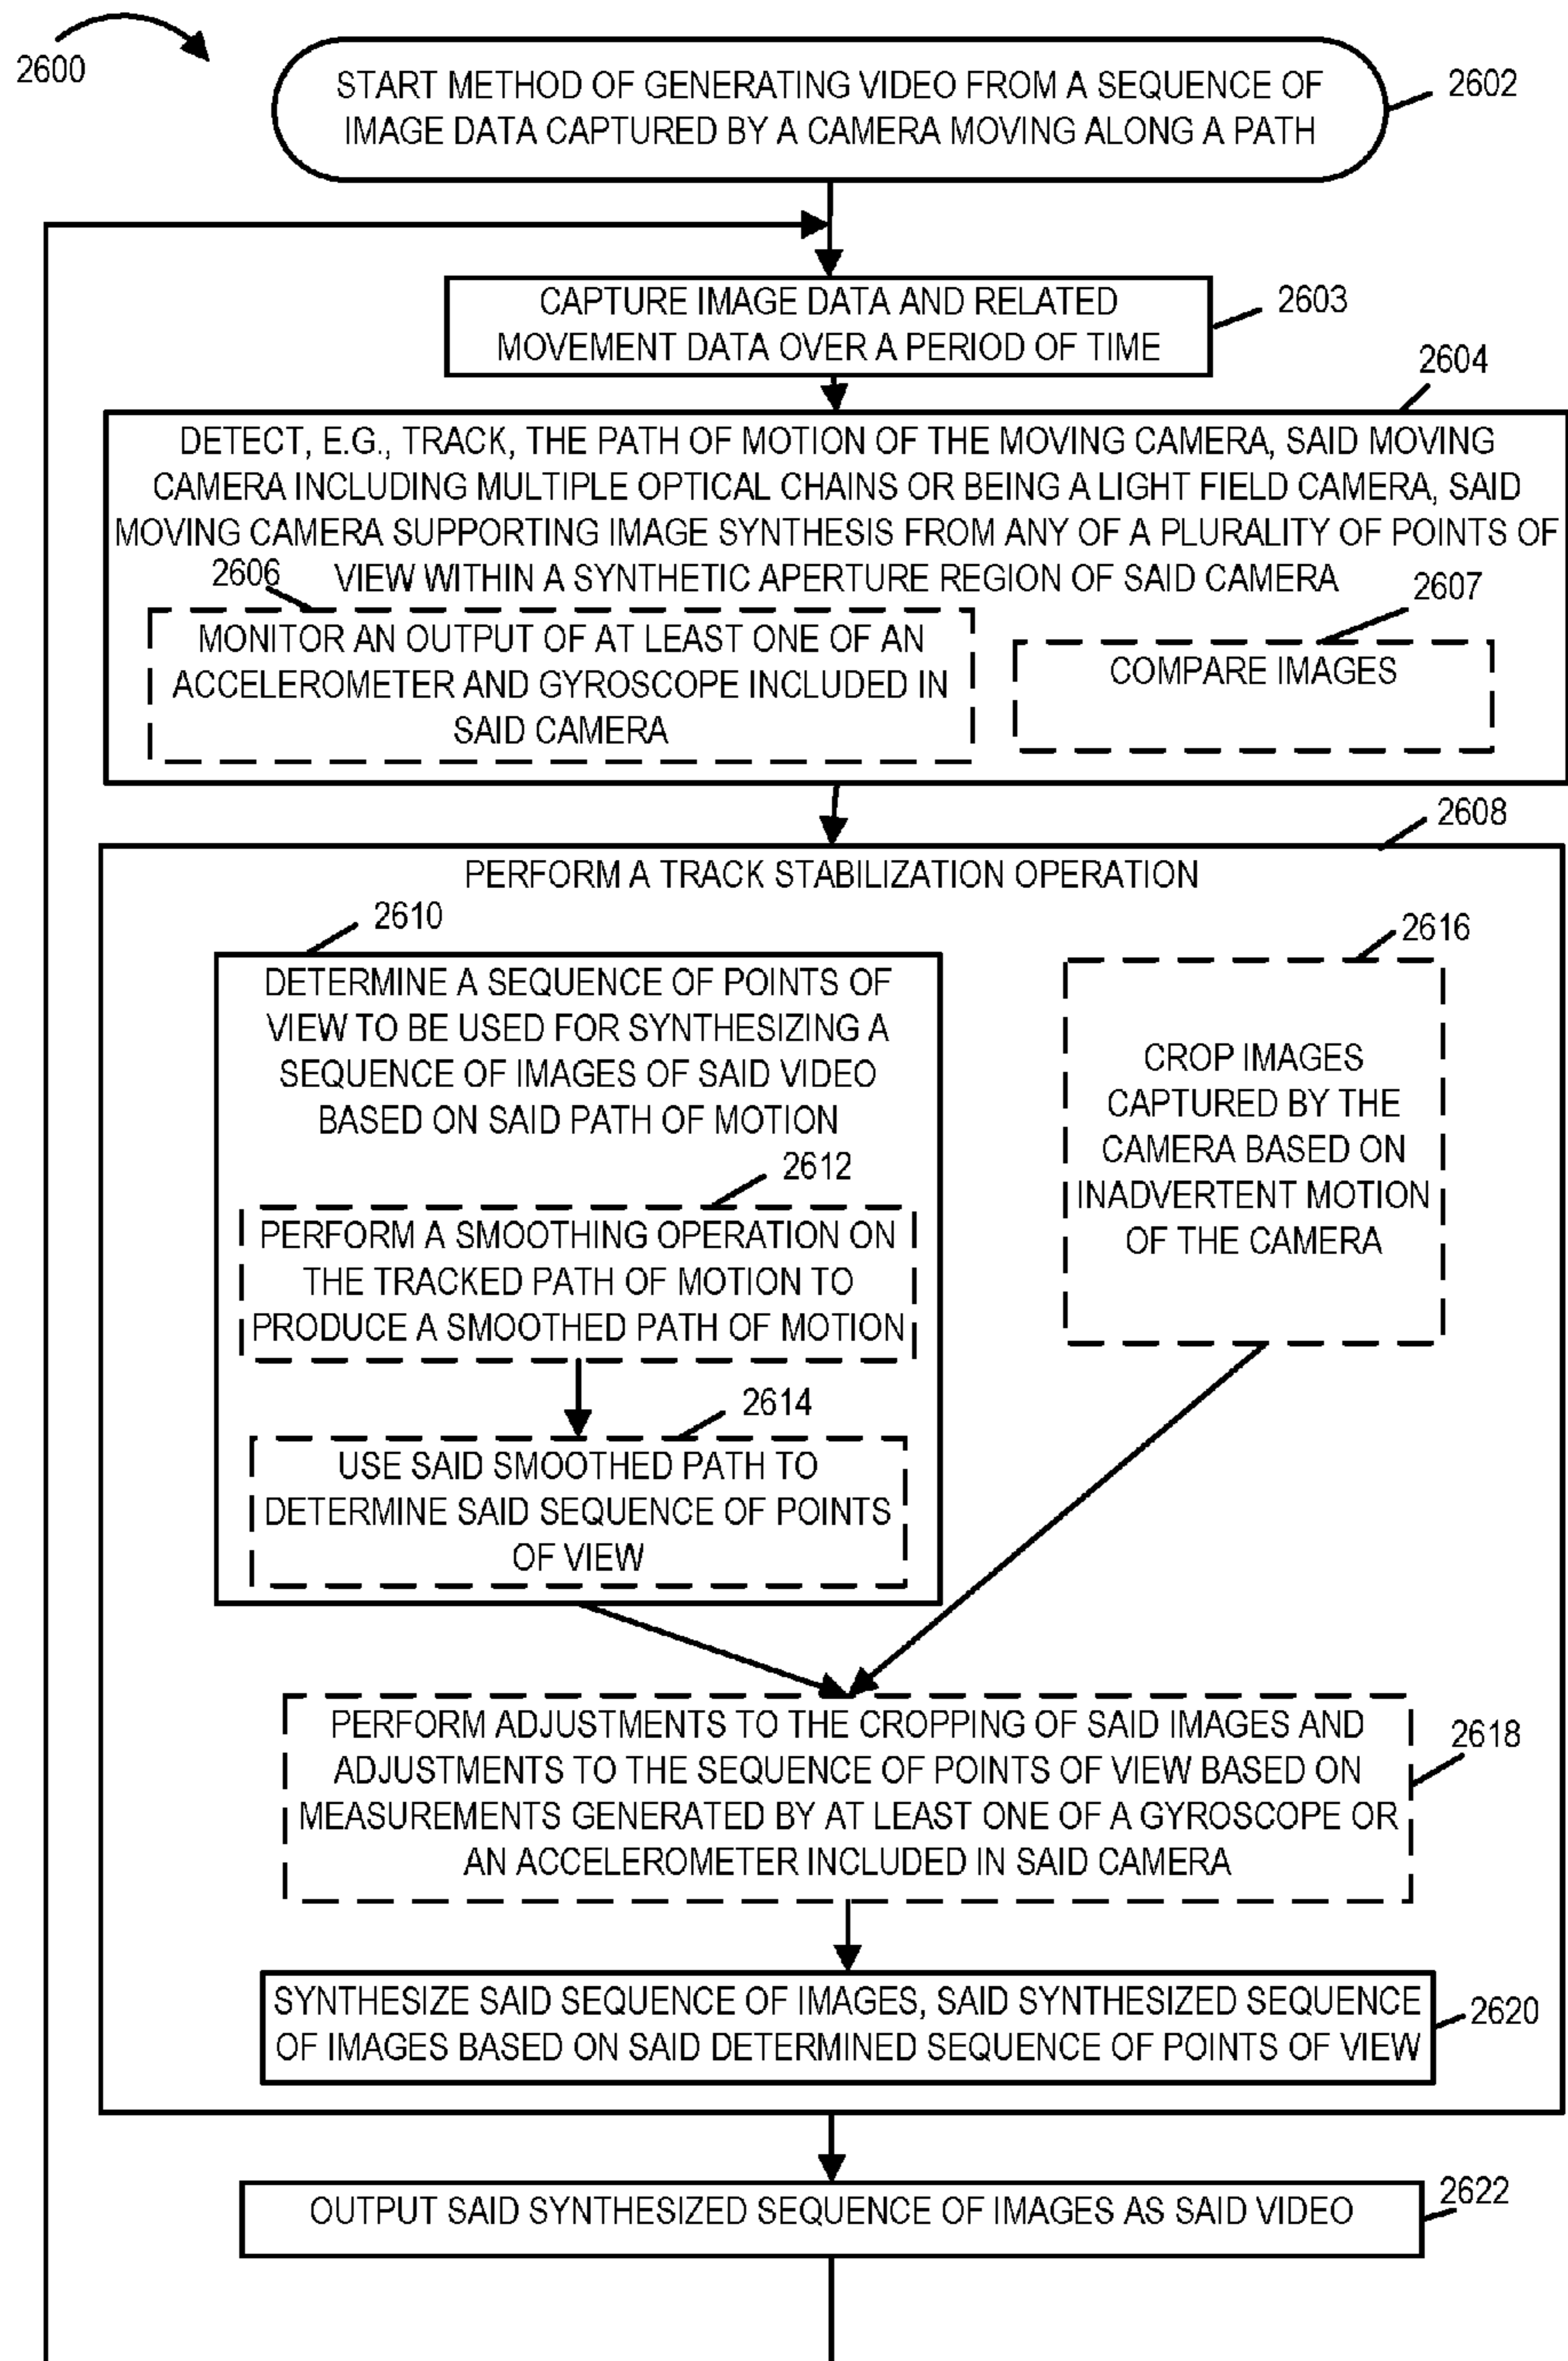 2600
START METHOD OF GENERATING VIDEO FROM A SEQUENCE OF
IMAGE DATA CAPTURED BY A CAMERA MOVING ALONG A PATH
2602
CAPTURE IMAGE DATA AND RELATED
MOVEMENT DATA OVER A PERIOD OF TIME
2603
2604
DETECT, E.G., TRACK, THE PATH OF MOTION OF THE MOVING CAMERA, SAID MOVING
CAMERA INCLUDING MULTIPLE OPTICAL CHAINS OR BEING A LIGHT FIELD CAMERA, SAID
MOVING CAMERA SUPPORTING IMAGE SYNTHESIS FROM ANY OF A PLURALITY OF POINTS OF
VIEW WITHIN A SYNTHETIC APERTURE REGION OF SAID CAMERA
2606
MONITOR AN OUTPUT OF AT LEAST ONE OF AN
ACCELEROMETER AND GYROSCOPE INCLUDED IN
SAID CAMERA
2607
COMPARE IMAGES
2608
PERFORM A TRACK STABILIZATION OPERATION
2610
DETERMINE A SEQUENCE OF POINTS OF
VIEW TO BE USED FOR SYNTHESIZING A
SEQUENCE OF IMAGES OF SAID VIDEO
BASED ON SAID PATH OF MOTION
2612
PERFORM A SMOOTHING OPERATION ON
THE TRACKED PATH OF MOTION TO
PRODUCE A SMOOTHED PATH OF MOTION
2614
USE SAID SMOOTHED PATH TO
DETERMINE SAID SEQUENCE OF POINTS
OF VIEW
2616
CROP IMAGES
CAPTURED BY THE
CAMERA BASED ON
INADVERTENT MOTION
OF THE CAMERA
PERFORM ADJUSTMENTS TO THE CROPPING OF SAID IMAGES AND
ADJUSTMENTS TO THE SEQUENCE OF POINTS OF VIEW BASED ON
MEASUREMENTS GENERATED BY AT LEAST ONE OF A GYROSCOPE OR
AN ACCELEROMETER INCLUDED IN SAID CAMERA
2618
SYNTHESIZE SAID SEQUENCE OF IMAGES, SAID SYNTHESIZED SEQUENCE
OF IMAGES BASED ON SAID DETERMINED SEQUENCE OF POINTS OF VIEW
2620
OUTPUT SAID SYNTHESIZED SEQUENCE OF IMAGES AS SAID VIDEO
2622